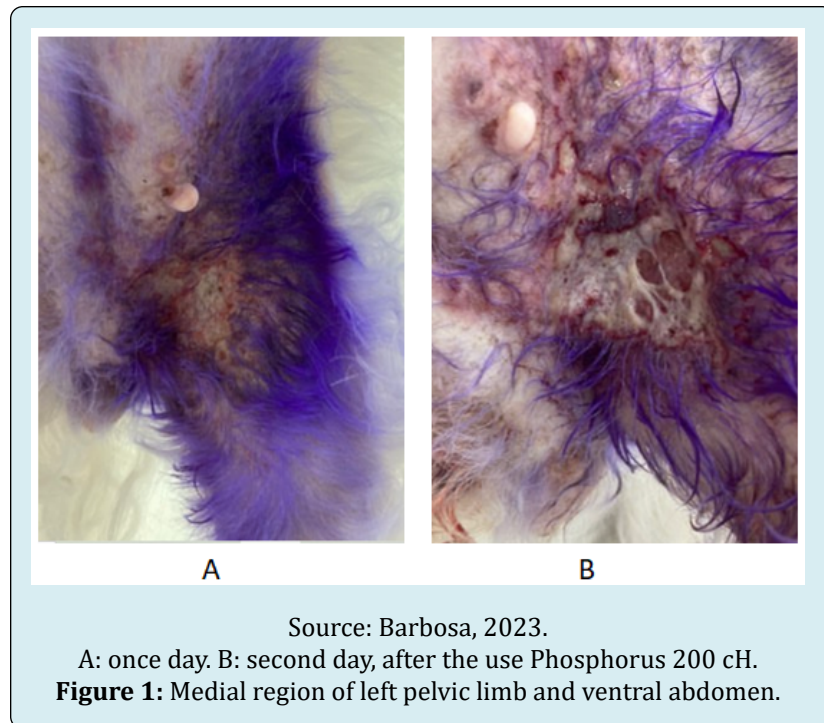 A
B
Source: Barbosa, 2023.
A: once day. B: second day, after the use Phosphorus 200 cH.
Figure 1: Medial region of left pelvic limb and ventral abdomen.